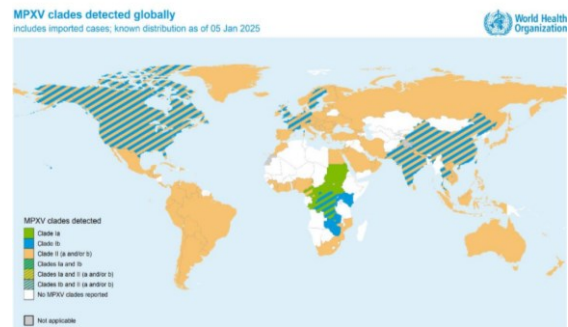 MPXV clades detected globally
includes imported cases; known distribution as of 05 Jan 2025
World Health
Organization
MPXV clades detected
Clade Ia
Clade Ib
Clade II (a and/or b)
Clades Ia and Ib
Clades Ia and II (a and/or b)
Clades Ib and II (a and/or b)
No MPXV clades reported
Not applicable